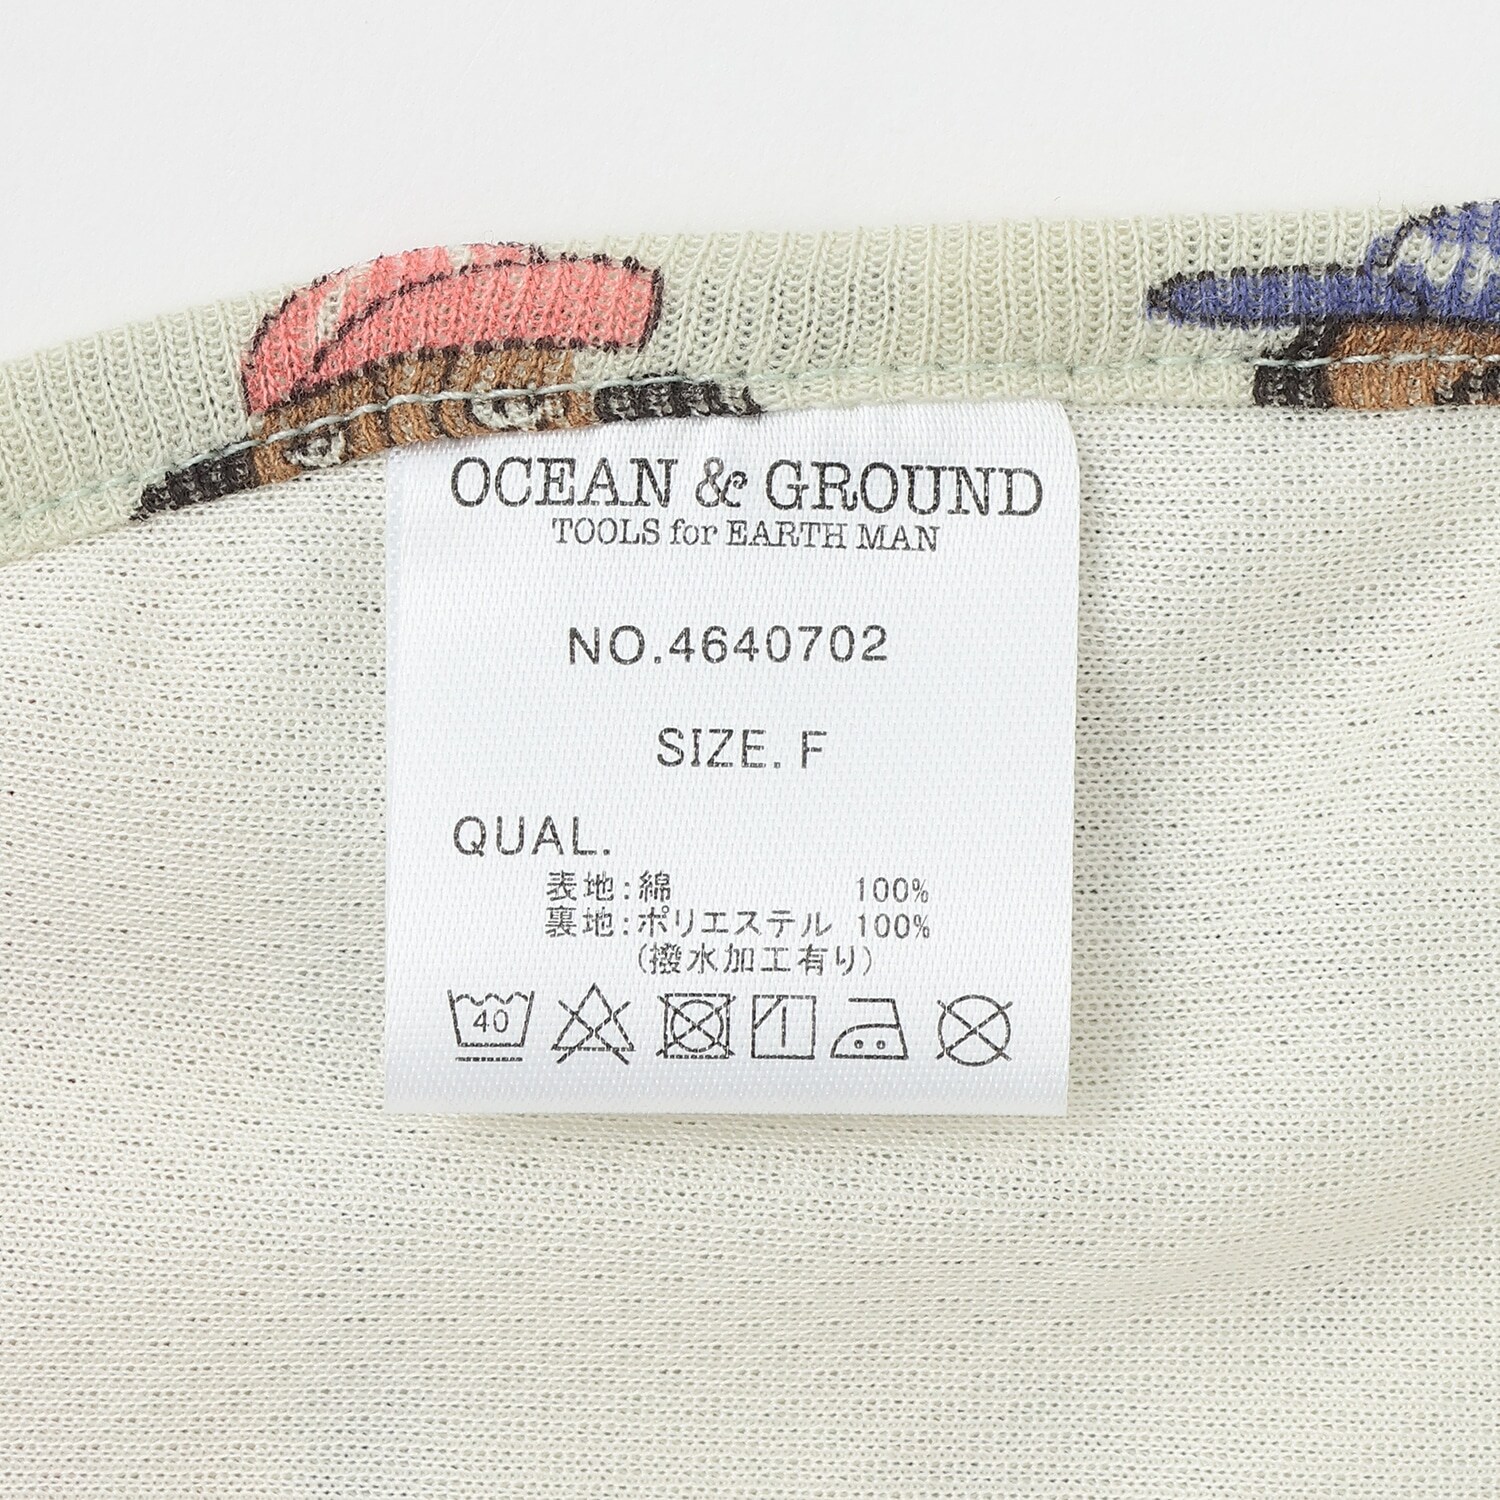 OCEAN & GROUND
TOOLS for EARTH MAN
NO.4640702
SIZE. F
QUAL.
表地:綿 100%
裏地:ポリエステル 100%
(撥水加工有り)
40